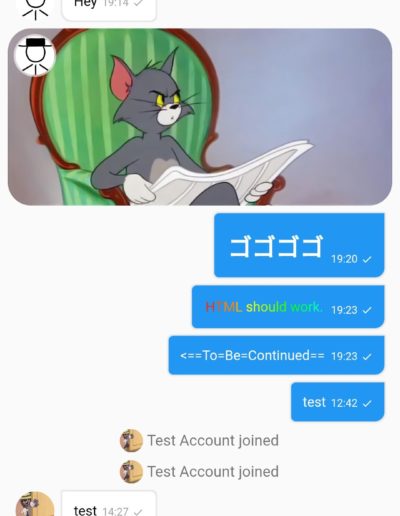 Hey 19:14
ゴゴゴゴ 19:20
HTML should work. 19:23
<==To=Be=Continued== 19:23
test 12:42
Test Account joined
Test Account joined
test 14:27